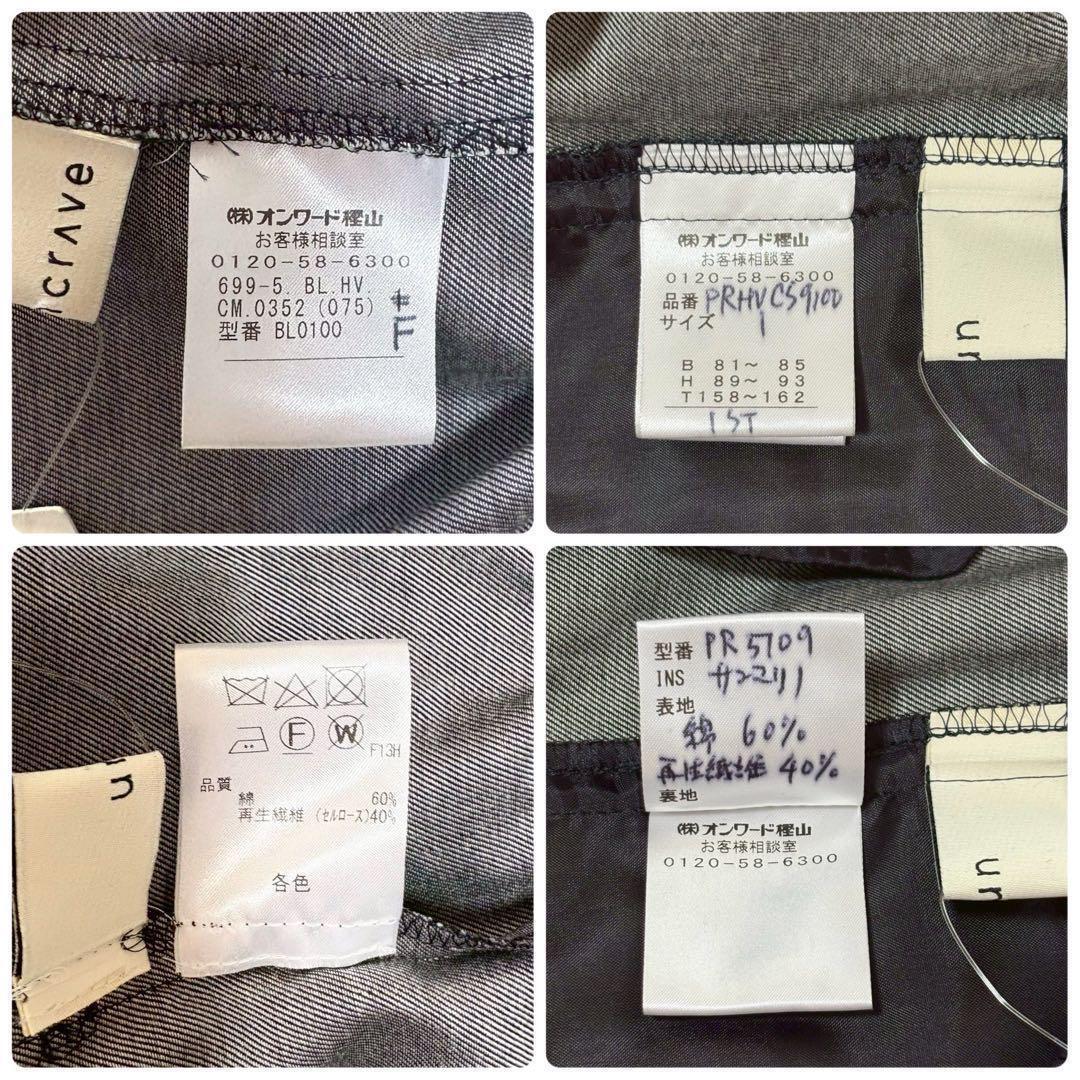 ncrave
㈱オンワード樫山
お客様相談室
0120-58-6300
699-5. BL.HV.
CM.0352 (075)
型番 BL0100
F
㈱オンワード樫山
お客様相談室
0120-58-6300
品番 PRHVCS9100
サイズ 1
B 81〜 85
H 89〜 93
T158〜162
1ST
un
F
W
F13H
品質
綿 60%
再生繊維 (セルロース)40%
各色
un
型番 PR5709
INS サンマリノ
表地
綿 60%
再生繊維 40%
裏地
㈱オンワード樫山
お客様相談室
0120-58-6300
un